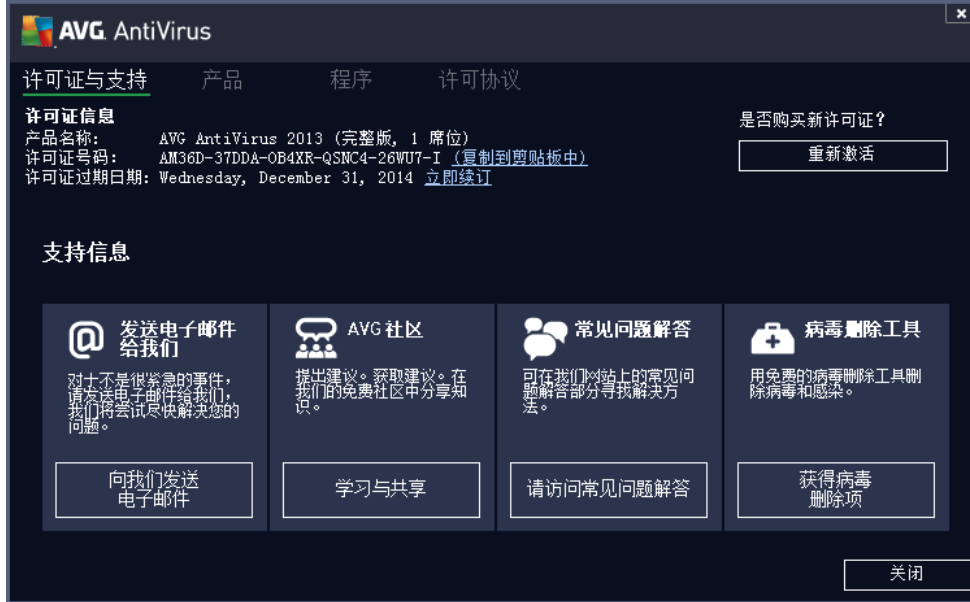 AVG. AntiVirus
许可证与支持 产品 程序 许可协议
许可证信息
产品名称: AVG AntiVirus 2013 (完整版, 1 席位)
许可证号码: AM36D-37DDA-OB4XR-QSNC4-26WU7-I (复制到剪贴板中)
许可证过期日期: Wednesday, December 31, 2014 立即续订
是否购买新许可证?
重新激活
支持信息
发送电子邮件
给我们
对于不是很紧急的事件,
请发送电子邮件给我们,
我们将尝试尽快解决您的
问题。
向我们发送
电子邮件
AVG 社区
提出建议。获取建议。在
我们的免费社区中分享知
识。
学习与共享
常见问题解答
可在我们网站上的常见问
题解答部分寻找解决方
法。
请访问常见问题解答
病毒删除工具
用免费的病毒删除工具删
除病毒和感染。
获得病毒
删除项
关闭